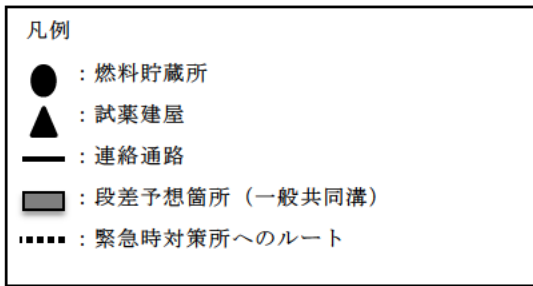 凡例
：燃料貯蔵所
：試薬建屋
：連絡通路
：段差予想箇所（一般共同溝）
：緊急時対策所へのルート